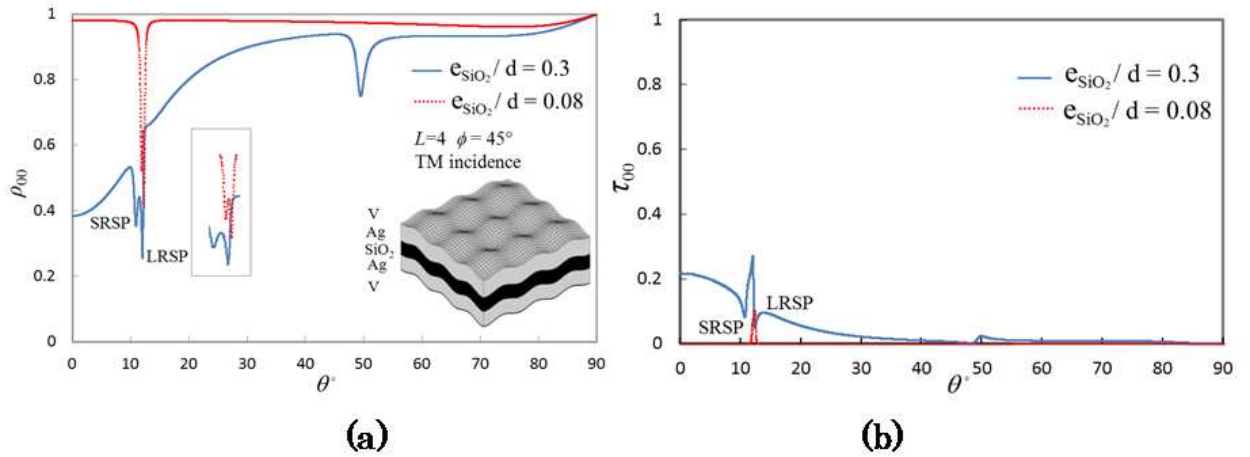 1
0.8
0.6
0.4
0.2
0
ρ₀₀
0 10 20 30 40 50 60 70 80 90
θ°
e_SiO₂ / d = 0.3
e_SiO₂ / d = 0.08
L=4 ϕ = 45°
TM incidence
SRSP
LRSP
V
Ag
SiO₂
Ag
V
(a)
1
0.8
0.6
0.4
0.2
0
τ₀₀
0 10 20 30 40 50 60 70 80 90
θ°
e_SiO₂ / d = 0.3
e_SiO₂ / d = 0.08
SRSP
LRSP
(b)